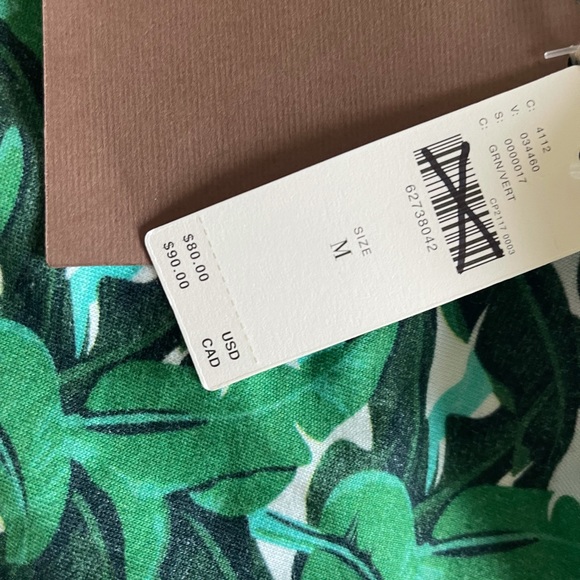 C: 4112
V: 034460
S: 0000017
C: GRN/VERT
CP2117 0003
62738042
SIZE
M
$80.00 USD
$90.00 CAD